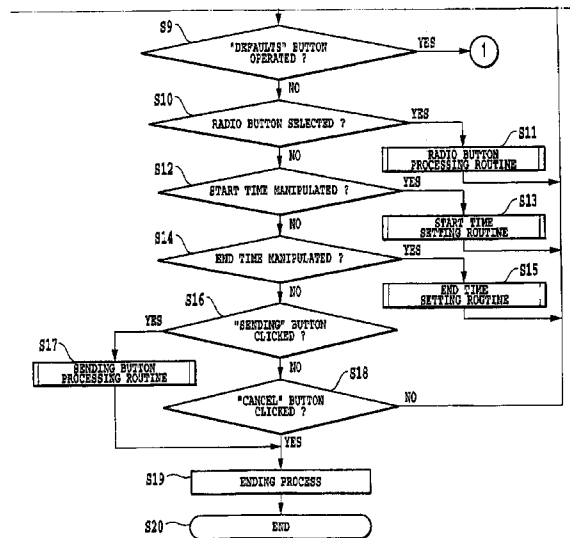 S9
"DEFAULTS" BUTTON
OPERATED ?
YES
1
NO
S10
RADIO BUTTON SELECTED ?
YES
S11
RADIO BUTTON
PROCESSING ROUTINE
NO
S12
START TIME MANIPULATED ?
YES
S13
START TIME
SETTING ROUTINE
NO
S14
END TIME MANIPULATED ?
YES
S15
END TIME
SETTING ROUTINE
NO
S16
YES
"SENDING" BUTTON
CLICKED ?
S17
SENDING BUTTON
PROCESSING ROUTINE
NO
S18
"CANCEL" BUTTON
CLICKED ?
NO
YES
S19
ENDING PROCESS
S20
END